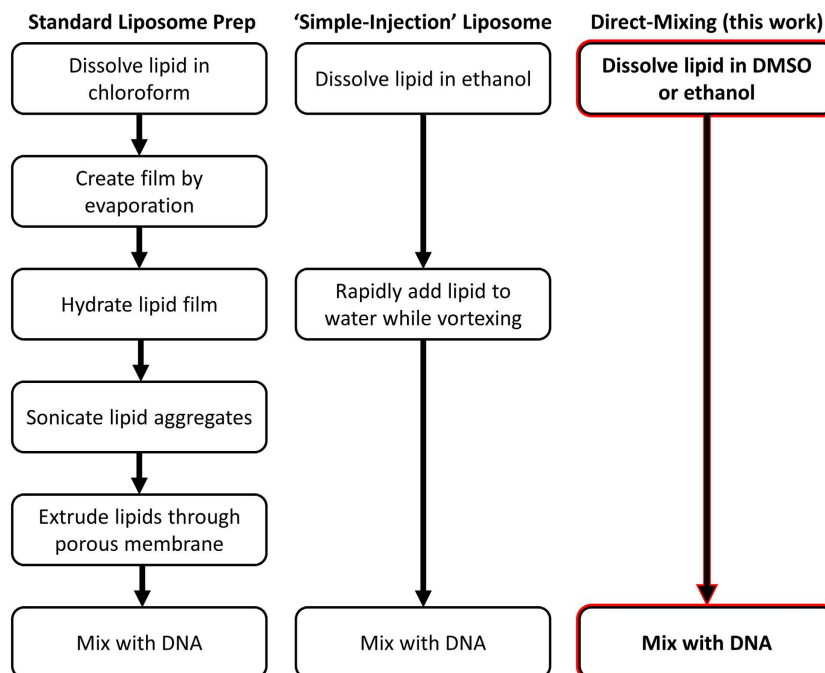 Standard Liposome Prep
Dissolve lipid in
chloroform
Create film by
evaporation
Hydrate lipid film
Sonicate lipid aggregates
Extrude lipids through
porous membrane
Mix with DNA
‘Simple-Injection’ Liposome
Dissolve lipid in ethanol
Rapidly add lipid to
water while vortexing
Mix with DNA
Direct-Mixing (this work)
Dissolve lipid in DMSO
or ethanol
Mix with DNA